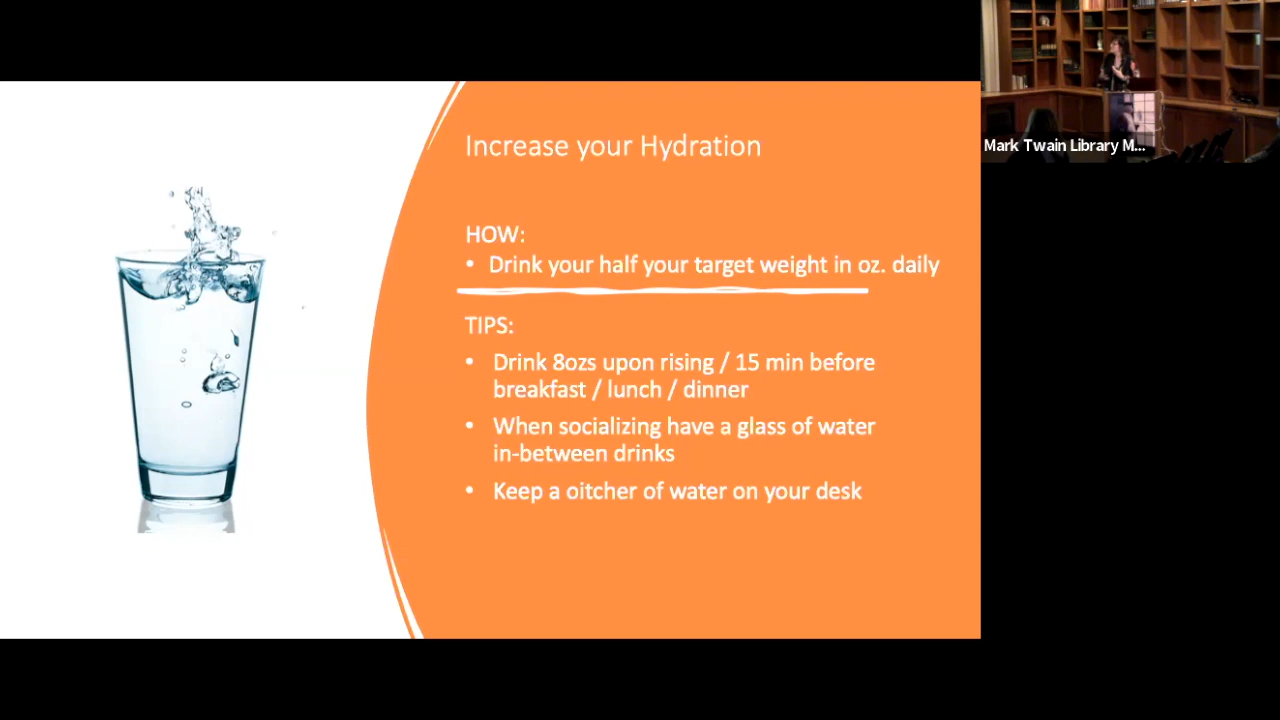 Increase your Hydration
HOW:
• Drink your half your target weight in oz. daily
TIPS:
• Drink 8ozs upon rising / 15 min before
breakfast / lunch / dinner
• When socializing have a glass of water
in-between drinks
• Keep a oitcher of water on your desk
Mark Twain Library M...